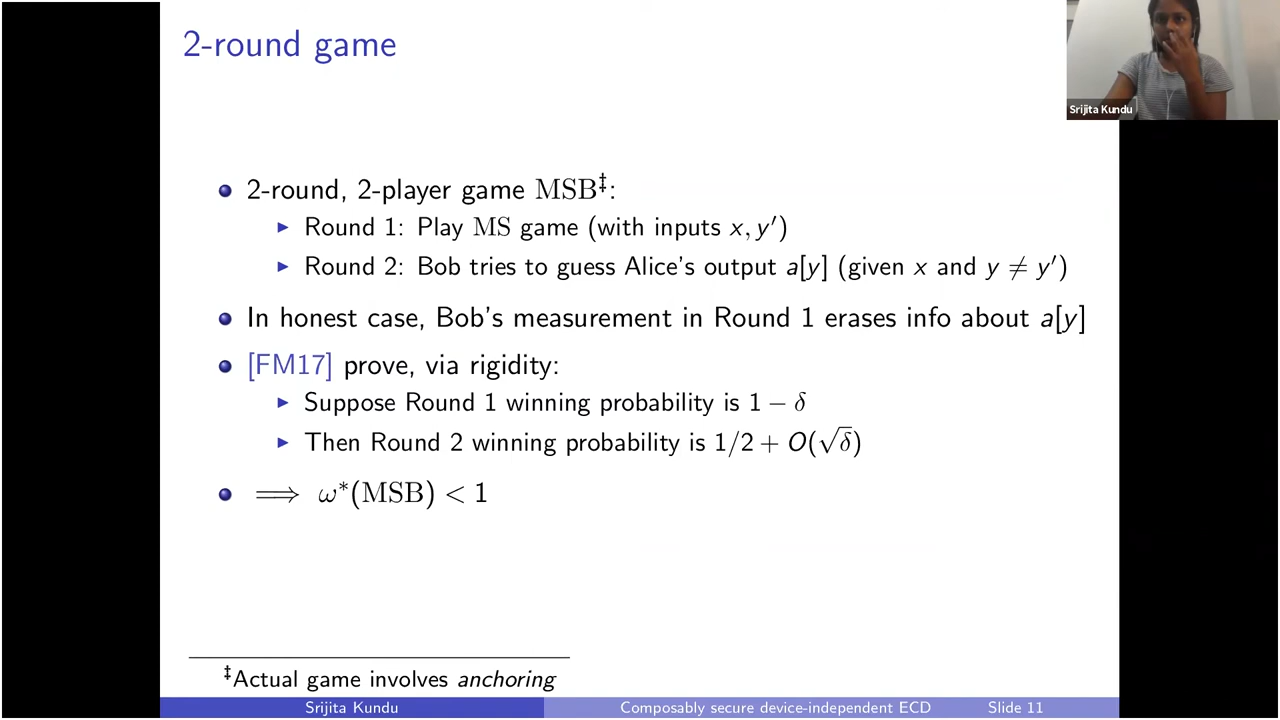 2-round game
Srijita Kundu
2-round, 2-player game MSB‡:
Round 1: Play MS game (with inputs x, y′)
Round 2: Bob tries to guess Alice's output a[y] (given x and y ≠ y′)
In honest case, Bob's measurement in Round 1 erases info about a[y]
[FM17] prove, via rigidity:
Suppose Round 1 winning probability is 1 − δ
Then Round 2 winning probability is 1/2 + O(√δ)
⟹ ω*(MSB) < 1
‡Actual game involves anchoring
Srijita Kundu Composably secure device-independent ECD Slide 11